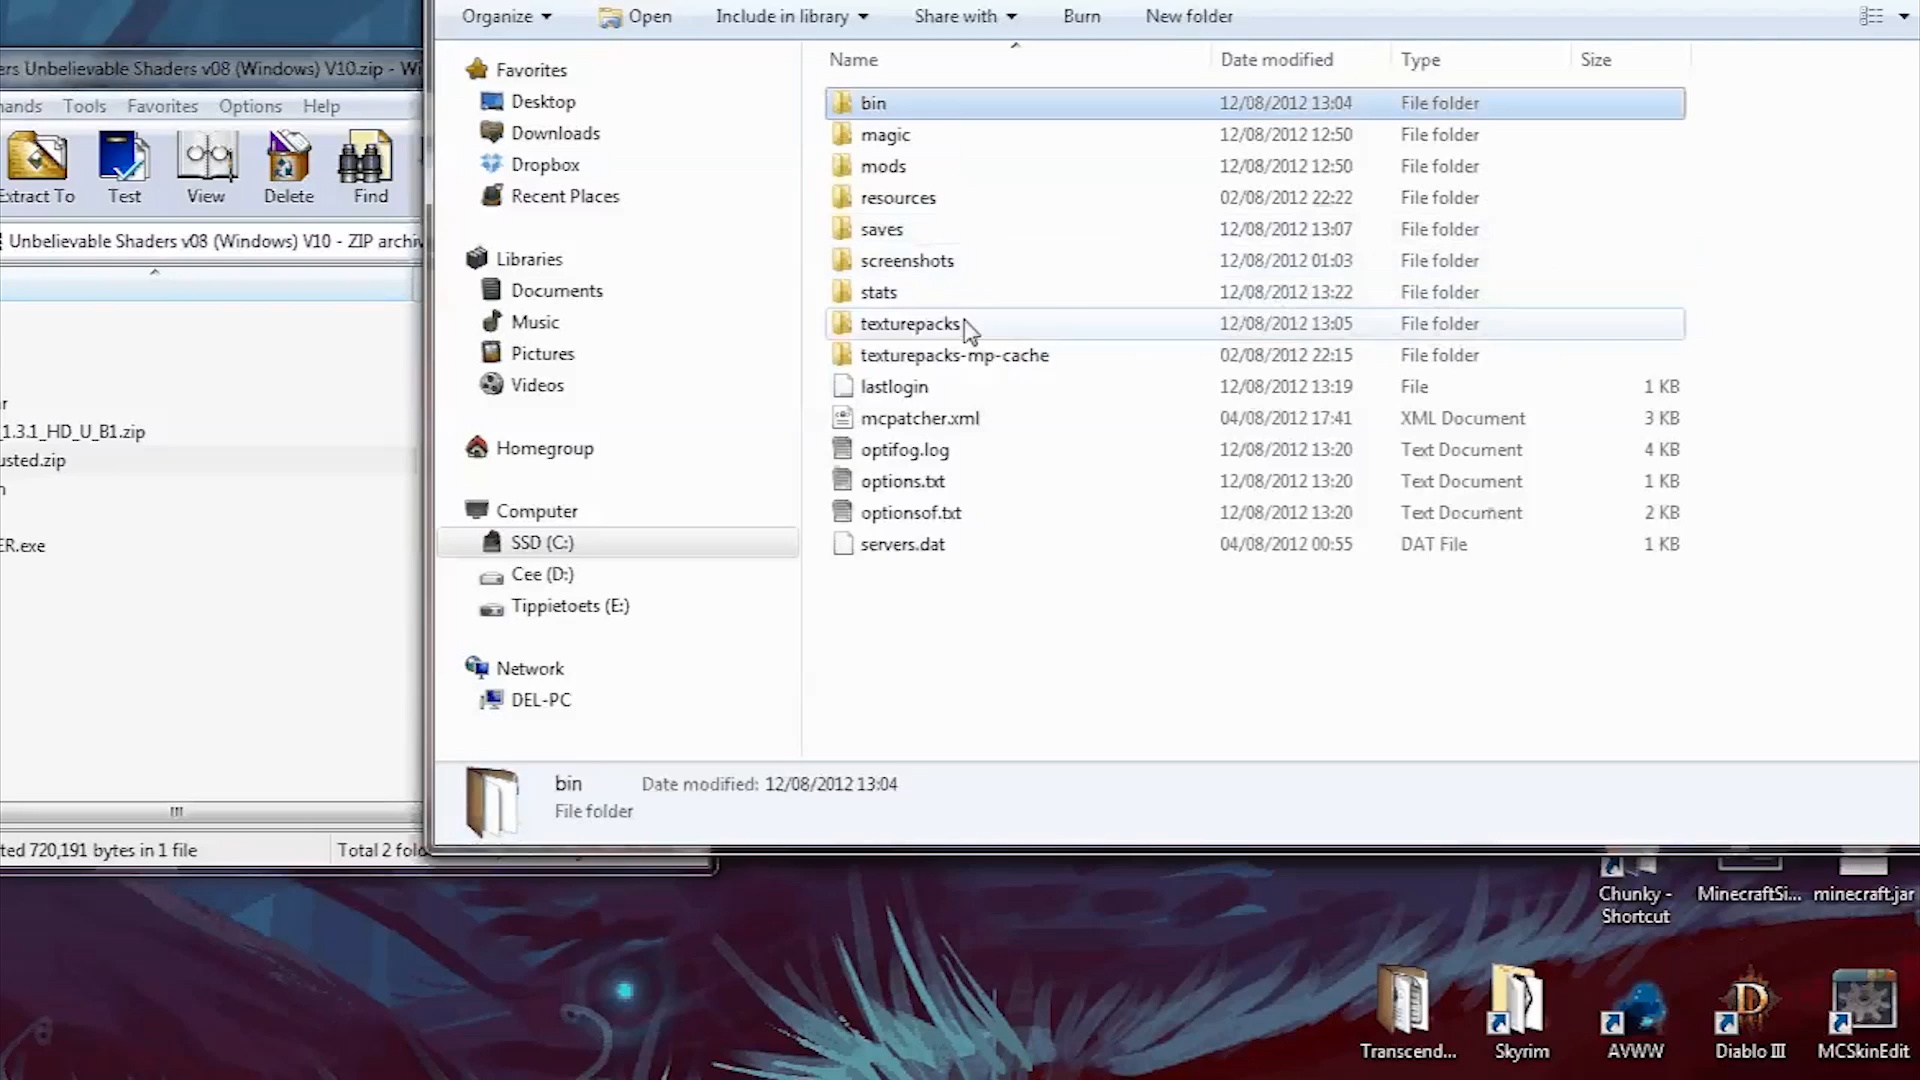 Organize Open Include in library Share with Burn New folder
ers Unbelievable Shaders v08 (Windows) V10.zip - Wi
mands Tools Favorites Options Help
Extract To Test View Delete Find
Unbelievable Shaders v08 (Windows) V10 - ZIP archiv
r
_1.3.1_HD_U_B1.zip
usted.zip
n
ER.exe
ted 720,191 bytes in 1 file Total 2 fold
Favorites
Desktop
Downloads
Dropbox
Recent Places
Libraries
Documents
Music
Pictures
Videos
Homegroup
Computer
SSD (C:)
Cee (D:)
Tippietoets (E:)
Network
DEL-PC
Name Date modified Type Size
bin 12/08/2012 13:04 File folder
magic 12/08/2012 12:50 File folder
mods 12/08/2012 12:50 File folder
resources 02/08/2012 22:22 File folder
saves 12/08/2012 13:07 File folder
screenshots 12/08/2012 01:03 File folder
stats 12/08/2012 13:22 File folder
texturepacks 12/08/2012 13:05 File folder
texturepacks-mp-cache 02/08/2012 22:15 File folder
lastlogin 12/08/2012 13:19 File 1 KB
mcpatcher.xml 04/08/2012 17:41 XML Document 3 KB
optifog.log 12/08/2012 13:20 Text Document 4 KB
options.txt 12/08/2012 13:20 Text Document 1 KB
optionsof.txt 12/08/2012 13:20 Text Document 2 KB
servers.dat 04/08/2012 00:55 DAT File 1 KB
bin Date modified: 12/08/2012 13:04
File folder
Chunky - Shortcut
MinecraftSi...
minecraft.jar
Transcend...
Skyrim
AVWW
Diablo III
MCSkinEdit